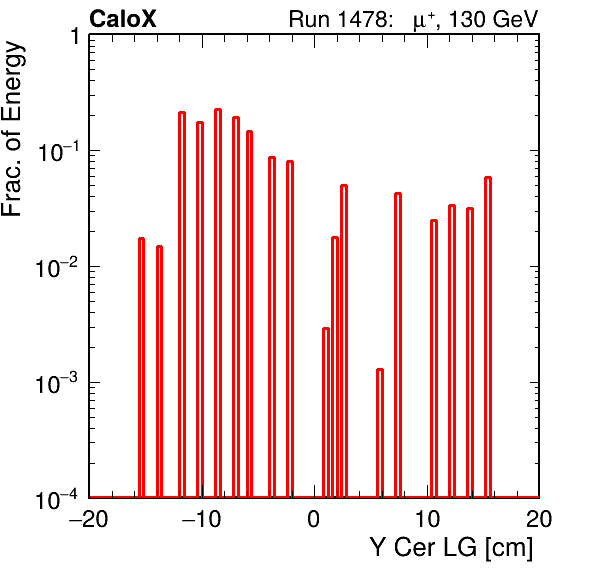 CaloX Run 1478: μ⁺, 130 GeV
Frac. of Energy
1
10⁻¹
10⁻²
10⁻³
10⁻⁴
−20 −10 0 10 20
Y Cer LG [cm]